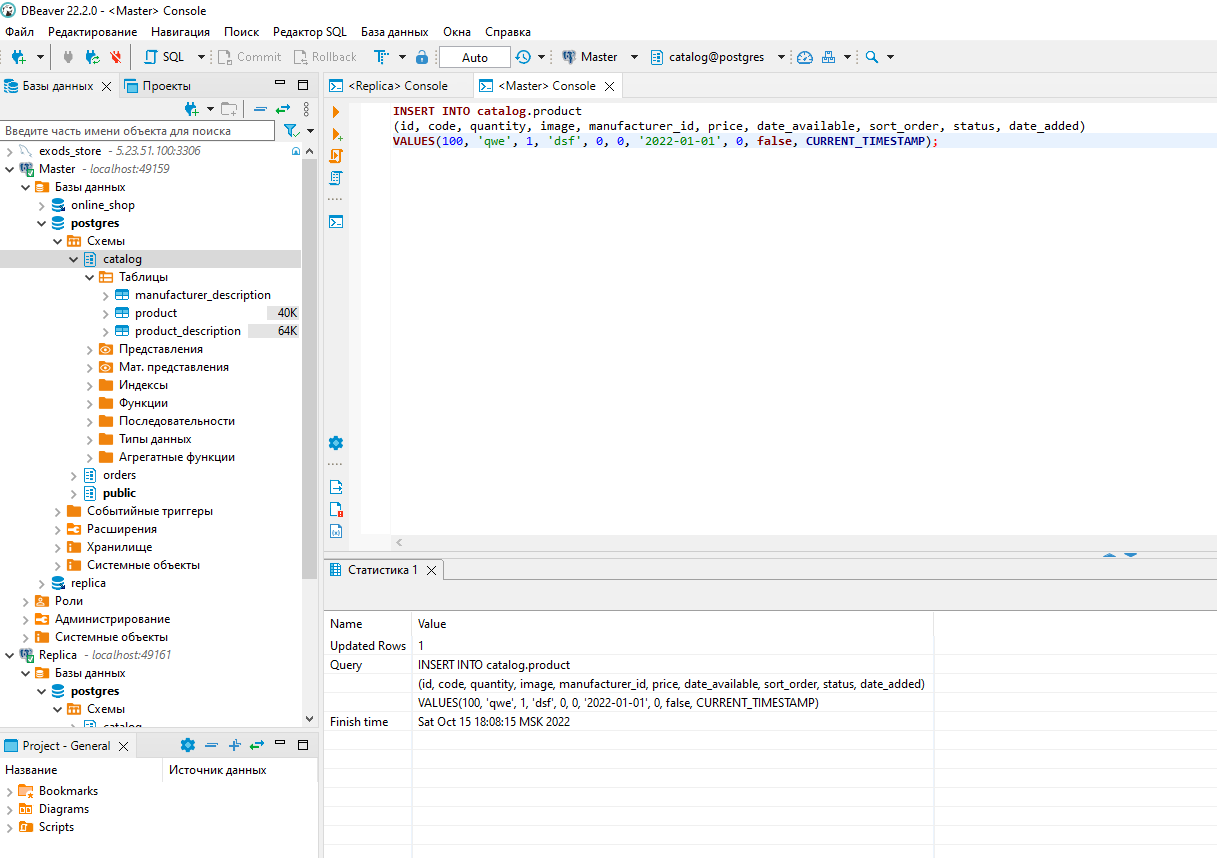 DBeaver 22.2.0 - <Master> Console
Файл Редактирование Навигация Поиск Редактор SQL База данных Окна Справка
SQL Commit Rollback Auto Master catalog@postgres
Базы данных Проекты
Введите часть имени объекта для поиска
exods_store - 5.23.51.100:3306
Master - localhost:49159
Базы данных
online_shop
postgres
Схемы
catalog
Таблицы
manufacturer_description
product 40K
product_description 64K
Представления
Мат. представления
Индексы
Функции
Последовательности
Типы данных
Агрегатные функции
orders
public
Событийные триггеры
Расширения
Хранилище
Системные объекты
replica
Роли
Администрирование
Системные объекты
Replica - localhost:49161
Базы данных
postgres
Схемы
catalog
Project - General
Название Источник данных
Bookmarks
Diagrams
Scripts
<Replica> Console <Master> Console
INSERT INTO catalog.product
(id, code, quantity, image, manufacturer_id, price, date_available, sort_order, status, date_added)
VALUES(100, 'qwe', 1, 'dsf', 0, 0, '2022-01-01', 0, false, CURRENT_TIMESTAMP);
Статистика 1
Name Value
Updated Rows 1
Query INSERT INTO catalog.product
(id, code, quantity, image, manufacturer_id, price, date_available, sort_order, status, date_added)
VALUES(100, 'qwe', 1, 'dsf', 0, 0, '2022-01-01', 0, false, CURRENT_TIMESTAMP)
Finish time Sat Oct 15 18:08:15 MSK 2022